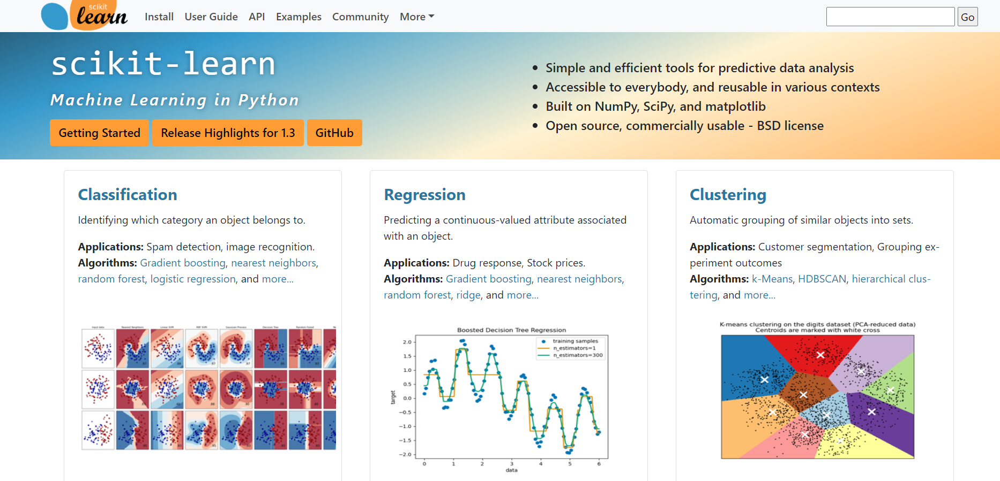 scikit
learn
Install User Guide API Examples Community More
Go
scikit-learn
Machine Learning in Python
Getting Started
Release Highlights for 1.3
GitHub
Simple and efficient tools for predictive data analysis
Accessible to everybody, and reusable in various contexts
Built on NumPy, SciPy, and matplotlib
Open source, commercially usable - BSD license
Classification
Identifying which category an object belongs to.
Applications: Spam detection, image recognition.
Algorithms: Gradient boosting, nearest neighbors,
random forest, logistic regression, and more...
Input data Nearest Neighbors Linear SVM RBF SVM Gaussian Process Decision Tree Random Forest
Regression
Predicting a continuous-valued attribute associated
with an object.
Applications: Drug response, Stock prices.
Algorithms: Gradient boosting, nearest neighbors,
random forest, ridge, and more...
Boosted Decision Tree Regression
training samples
n_estimators=1
n_estimators=300
2.0
1.5
1.0
0.5
0.0
−0.5
−1.0
−1.5
−2.0
target
0 1 2 3 4 5 6
data
Clustering
Automatic grouping of similar objects into sets.
Applications: Customer segmentation, Grouping ex-
periment outcomes
Algorithms: k-Means, HDBSCAN, hierarchical clus-
tering, and more...
K-means clustering on the digits dataset (PCA-reduced data)
Centroids are marked with white cross